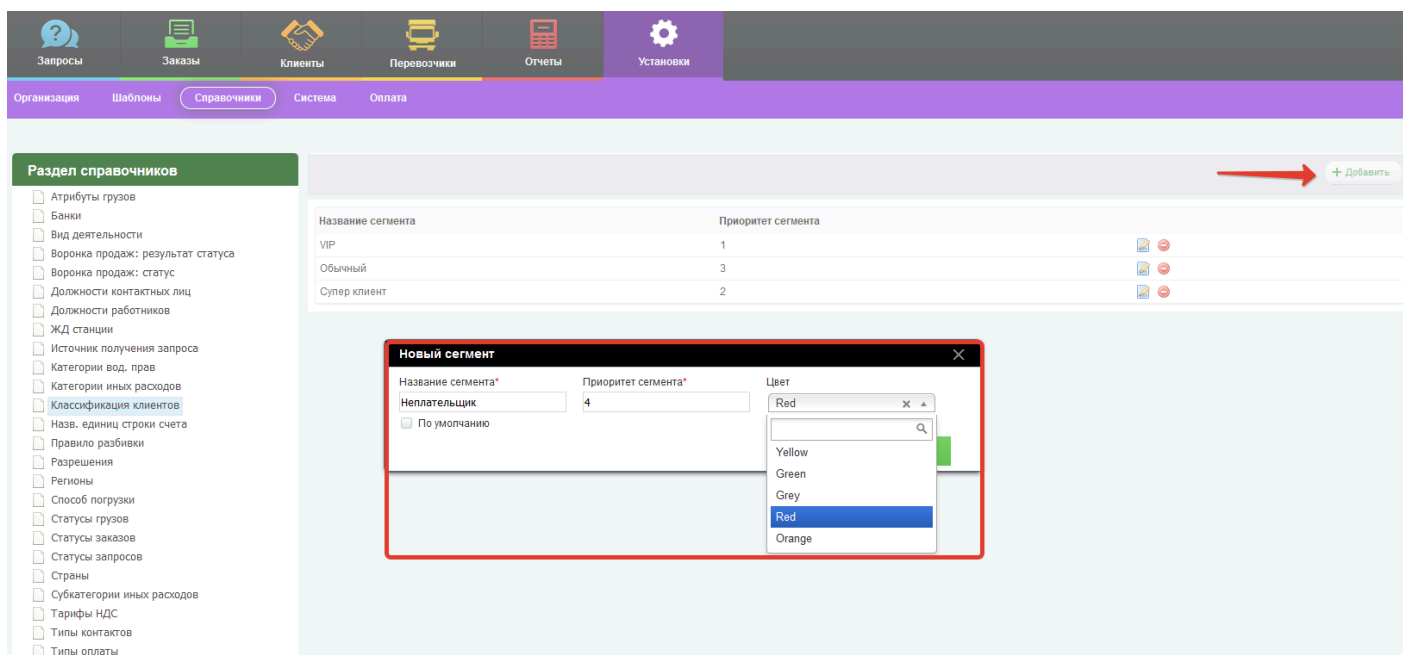 Запросы Заказы Клиенты Перевозчики Отчеты Установки
Организация Шаблоны Справочники Система Оплата
Раздел справочников
+ Добавить
Атрибуты грузов
Банки
Вид деятельности
Воронка продаж: результат статуса
Воронка продаж: статус
Должности контактных лиц
Должности работников
ЖД станции
Источник получения запроса
Категории вод. прав
Категории иных расходов
Классификация клиентов
Назв. единиц строки счета
Правило разбивки
Разрешения
Регионы
Способ погрузки
Статусы грузов
Статусы заказов
Статусы запросов
Страны
Субкатегории иных расходов
Тарифы НДС
Типы контактов
Типы оплаты
Название сегмента Приоритет сегмента
VIP 1
Обычный 3
Супер клиент 2
Новый сегмент
Название сегмента* Приоритет сегмента* Цвет
Неплательщик 4 Red
По умолчанию
Yellow
Green
Grey
Red
Orange